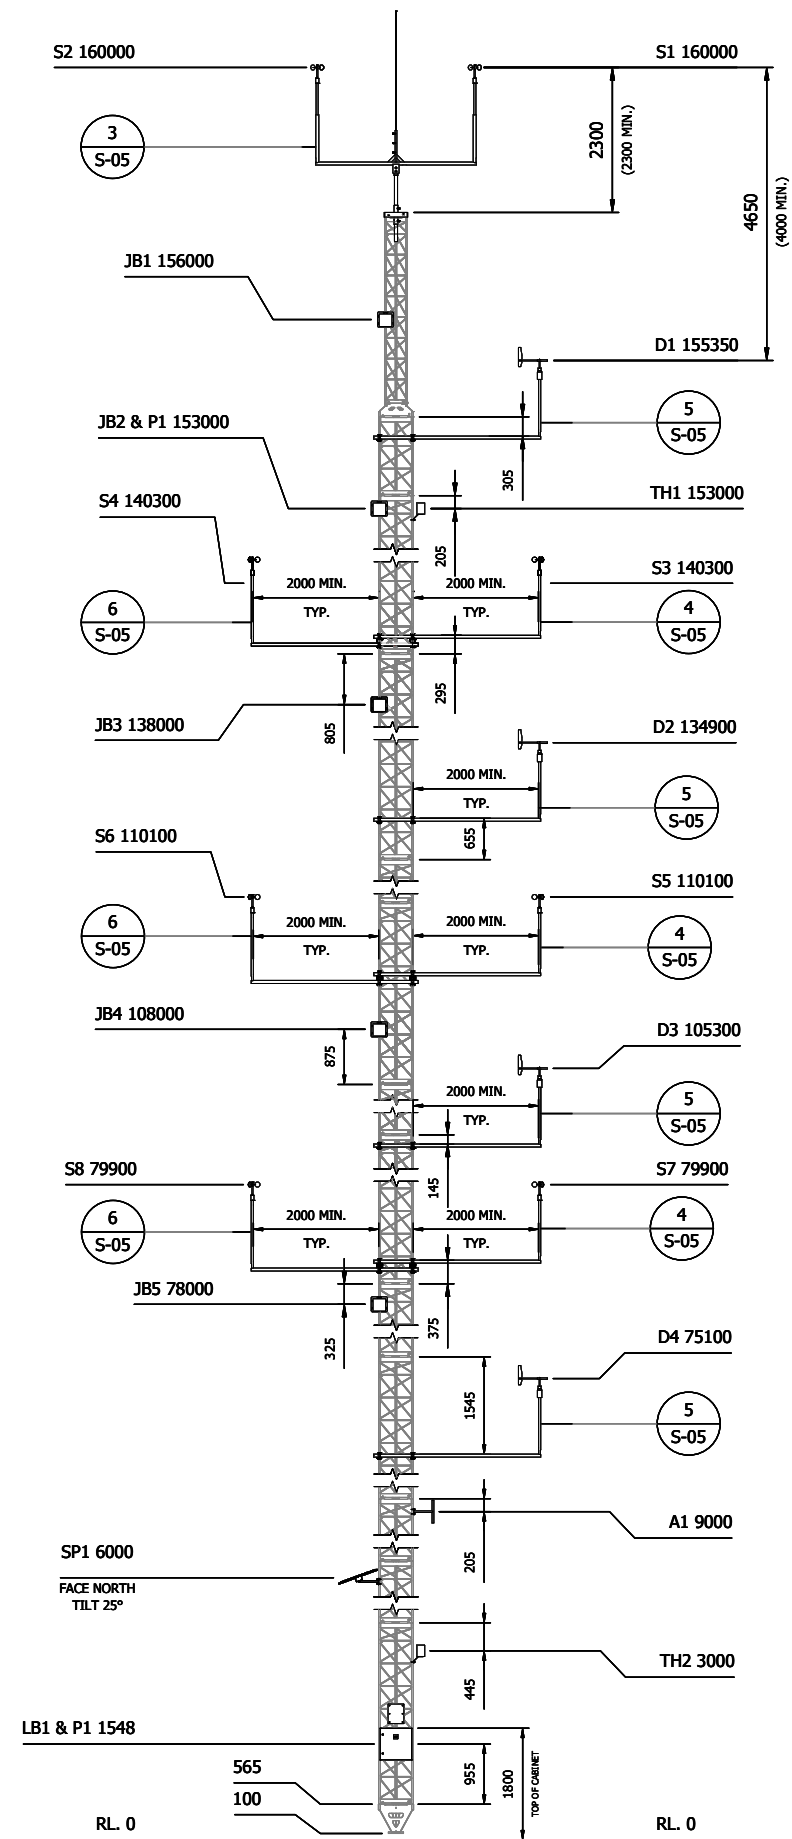 S2 160000
S1 160000
3
S-05
2300
(2300 MIN.)
4650
(4000 MIN.)
JB1 156000
D1 155350
5
S-05
JB2 & P1 153000
305
S4 140300
TH1 153000
205
S3 140300
2000 MIN.
TYP.
2000 MIN.
TYP.
6
S-05
4
S-05
295
JB3 138000
805
D2 134900
2000 MIN.
TYP.
5
S-05
655
S6 110100
S5 110100
2000 MIN.
TYP.
2000 MIN.
TYP.
6
S-05
4
S-05
JB4 108000
D3 105300
875
2000 MIN.
TYP.
5
S-05
145
S8 79900
S7 79900
2000 MIN.
TYP.
2000 MIN.
TYP.
6
S-05
4
S-05
JB5 78000
325
375
D4 75100
1545
5
S-05
A1 9000
205
SP1 6000
FACE NORTH
TILT 25°
TH2 3000
445
LB1 & P1 1548
955
1800
TOP OF CABINET
565
100
RL. 0
RL. 0